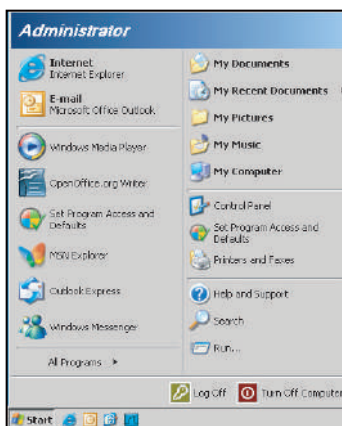 Administrator
Internet
Internet Explorer
E-mail
Microsoft Office Outlook
Windows Media Player
OpenOffice.org Writer
Set Program Access and
Defaults
MSN Explorer
Outlook Express
Windows Messenger
All Programs
My Documents
My Recent Documents
My Pictures
My Music
My Computer
Control Panel
Set Program Access and
Defaults
Printers and Faxes
Help and Support
Search
Run...
Log Off Turn Off Computer
Start